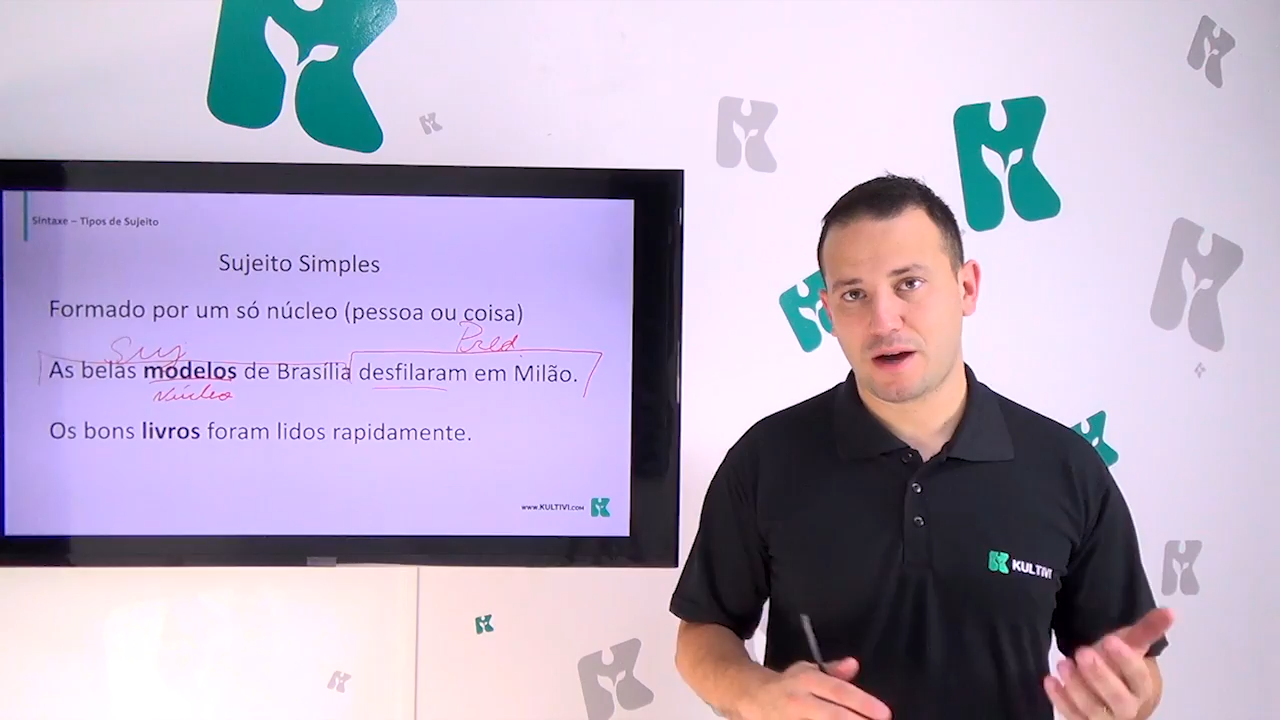 Sintaxe – Tipos de Sujeito
Sujeito Simples
Formado por um só núcleo (pessoa ou coisa)
Suj Pred
As belas modelos de Brasília desfilaram em Milão.
Núcleo
Os bons livros foram lidos rapidamente.
www.KULTIVI.com
KULTIVI